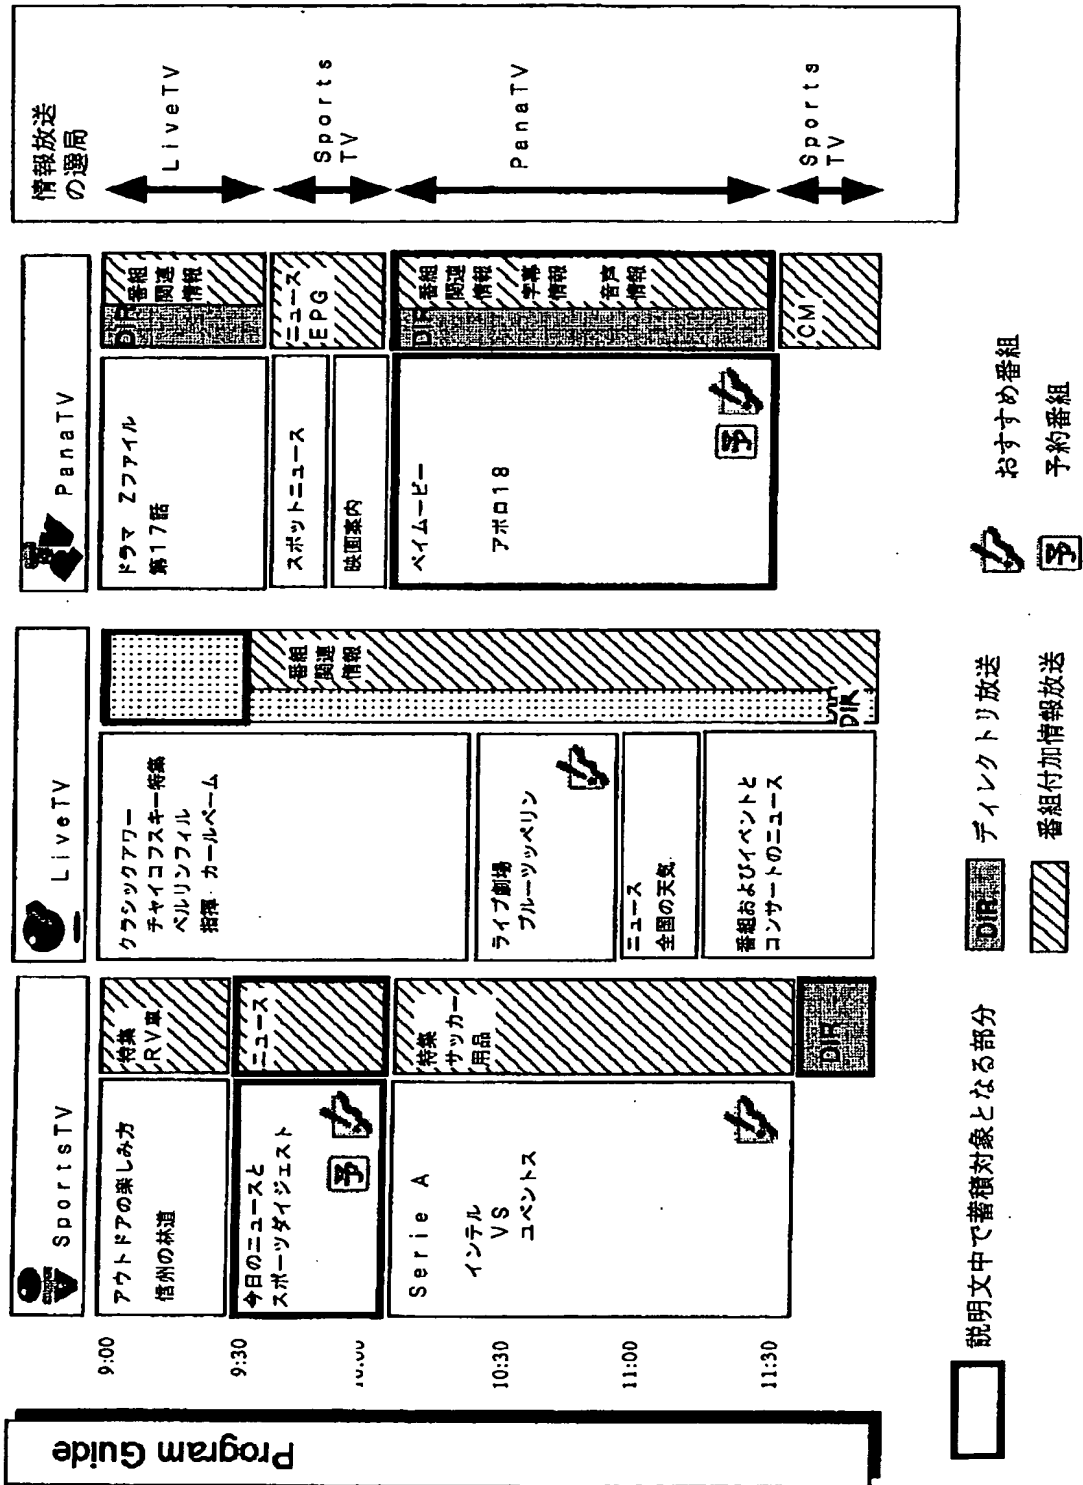 Program Guide
9:00
9:30
10:30
11:00
11:30
SportsTV
アウトドアの楽しみ方
信州の林道
特集
RV車
今日のニュースと
スポーツダイジェスト
予
ニュース
Serie A
インテル
VS
ユベントス
特集
サッカー
用品
DIR
LiveTV
クラシックアワー
チャイコフスキー特集
ベルリンフィル
指揮 カールベーム
ライブ劇場
ブルーツッペリン
ニュース
全国の天気
番組およびイベントと
コンサートのニュース
番組
関連
情報
DIR
DIR
PanaTV
ドラマ Zファイル
第17話
DIR
番組
関連
情報
スポットニュース
映画案内
ニュース
EPG
ペイムービー
アポロ18
予
DIR
番組
関連
情報
字幕
情報
音声
情報
CM
情報放送
の選局
LiveTV
Sports
TV
PanaTV
Sports
TV
説明文中で蓄積対象となる部分
DIR
ディレクトリ放送
番組付加情報放送
おすすめ番組
予
予約番組